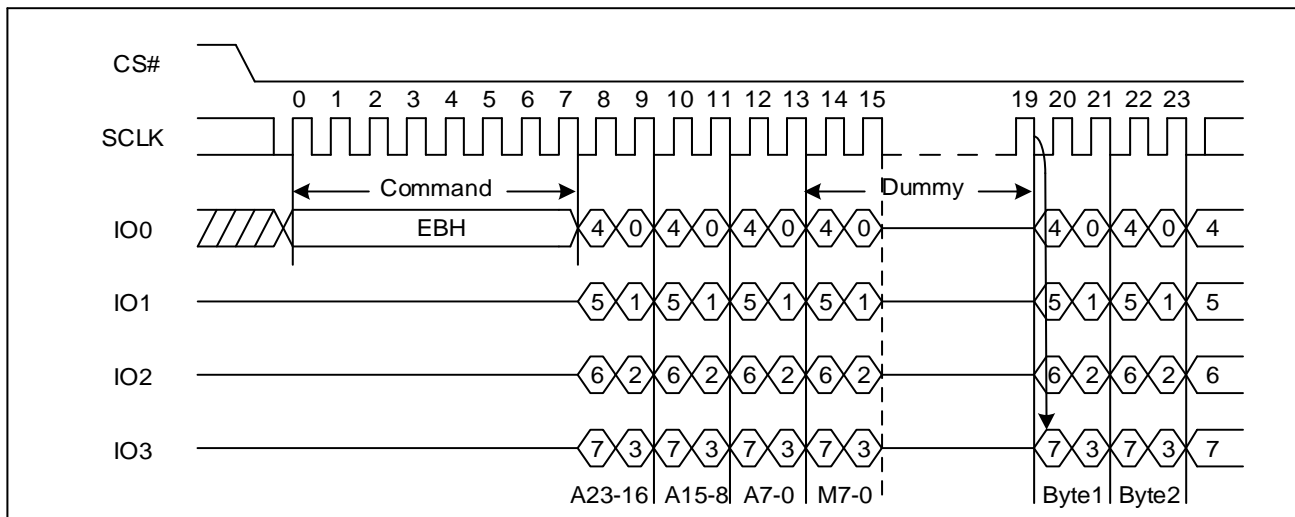 CS#
0 1 2 3 4 5 6 7 8 9 10 11 12 13 14 15 19 20 21 22 23
SCLK
Command Dummy
IO0 EBH 4 0 4 0 4 0 4 0 4 0 4 0 4
IO1 5 1 5 1 5 1 5 1 5 1 5 1 5
IO2 6 2 6 2 6 2 6 2 6 2 6 2 6
IO3 7 3 7 3 7 3 7 3 7 3 7 3 7
A23-16 A15-8 A7-0 M7-0 Byte1 Byte2